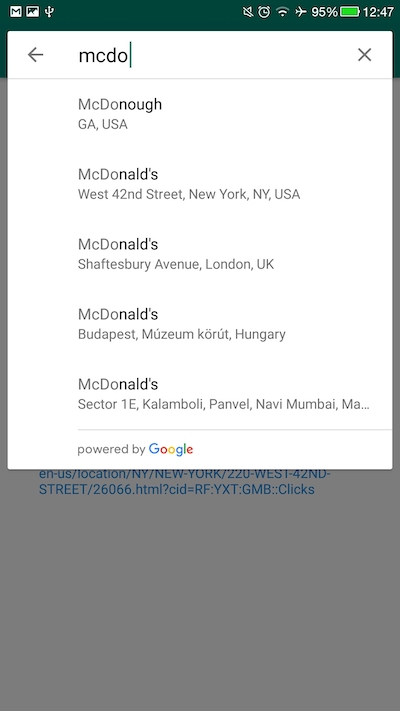 95% 12:47
mcdo
McDonough
GA, USA
McDonald's
West 42nd Street, New York, NY, USA
McDonald's
Shaftesbury Avenue, London, UK
McDonald's
Budapest, Múzeum körút, Hungary
McDonald's
Sector 1E, Kalamboli, Panvel, Navi Mumbai, Ma...
powered by Google
en-us/location/NY/NEW-YORK/220-WEST-42ND-
STREET/26066.html?cid=RF:YXT:GMB::Clicks